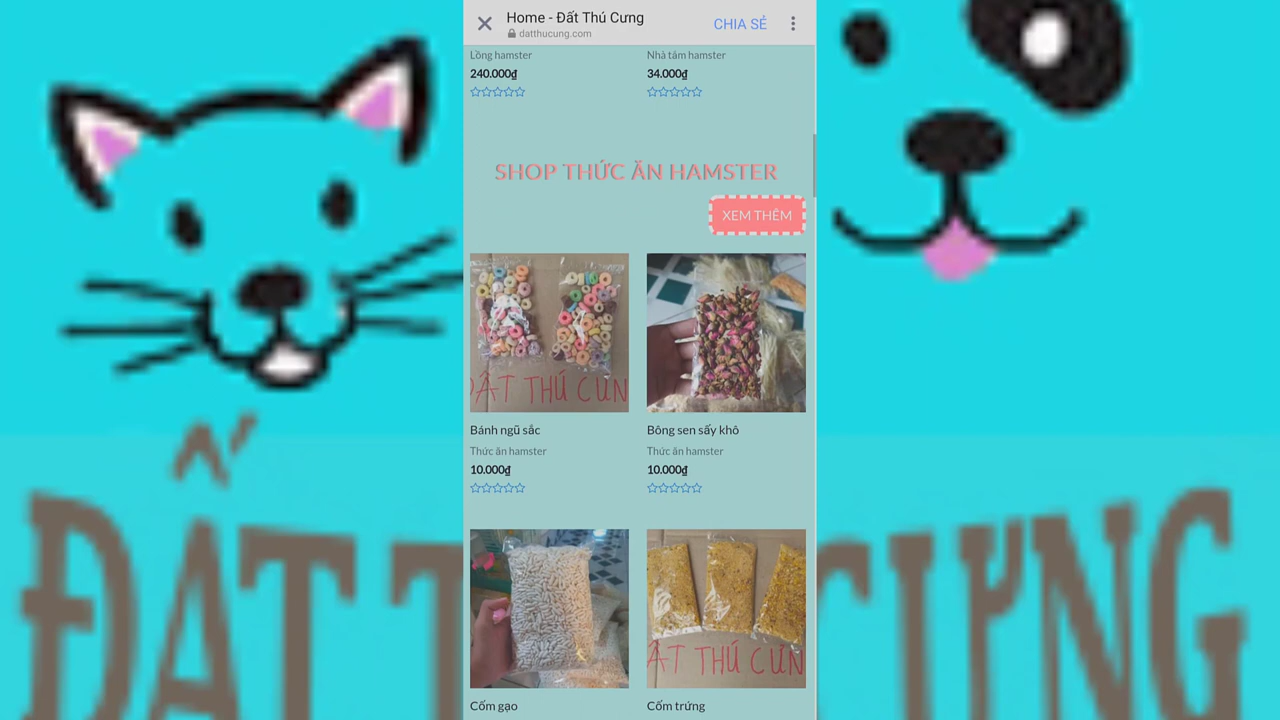 Home - Đất Thú Cưng
datthucung.com
CHIA SẺ
Lồng hamster
Nhà tắm hamster
240.000₫
34.000₫
SHOP THỨC ĂN HAMSTER
XEM THÊM
ĐẤT THÚ CƯN
Bánh ngũ sắc
Bông sen sấy khô
Thức ăn hamster
Thức ăn hamster
10.000₫
10.000₫
ẤT THÚ CƯN
Cốm gạo
Cốm trứng
ĐẤT T
CƯNG